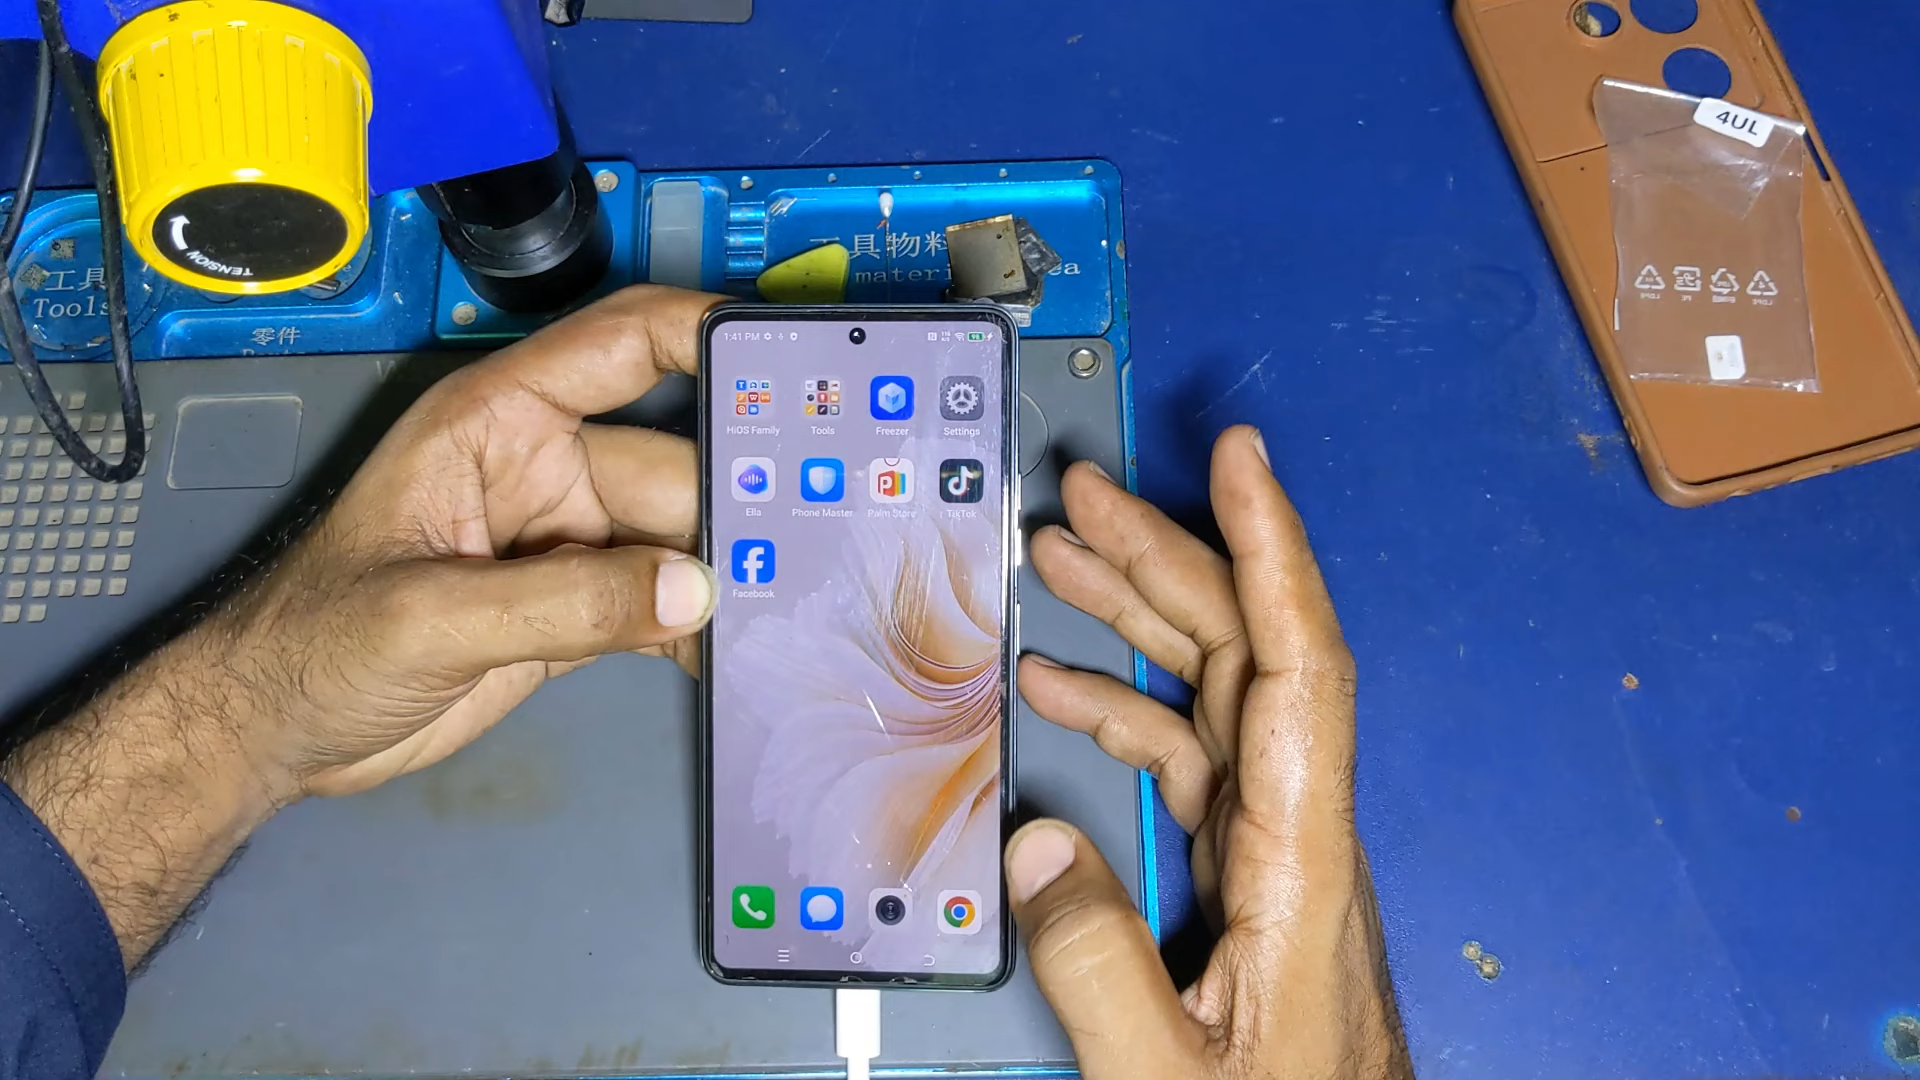 TENSION
工具
Tools
零件
工具物料
materi
ea
4UL
1:41 PM
HiOS Family
Tools
Freezer
Settings
Ella
Phone Master
Palm Store
TikTok
Facebook